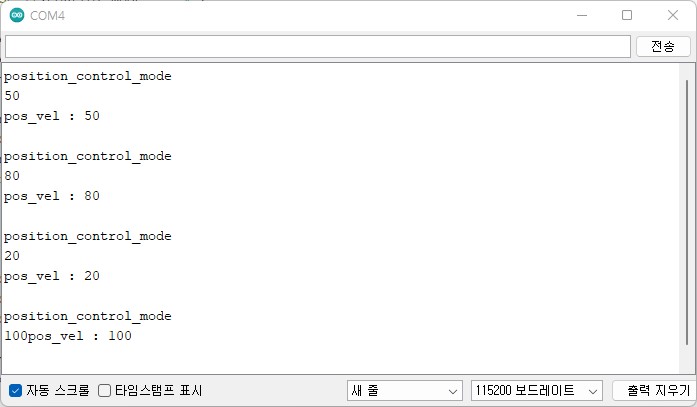 COM4
전송
position_control_mode
50
pos_vel : 50
position_control_mode
80
pos_vel : 80
position_control_mode
20
pos_vel : 20
position_control_mode
100pos_vel : 100
자동 스크롤 타임스탬프 표시 새 줄 115200 보드레이트 출력 지우기